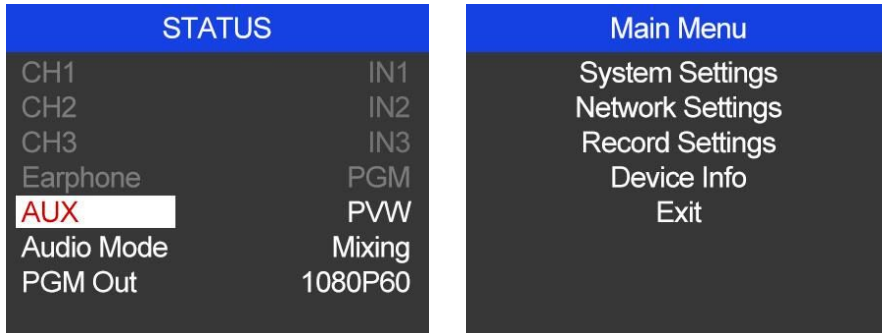 STATUS
CH1 IN1
CH2 IN2
CH3 IN3
Earphone PGM
AUX PVW
Audio Mode Mixing
PGM Out 1080P60
Main Menu
System Settings
Network Settings
Record Settings
Device Info
Exit